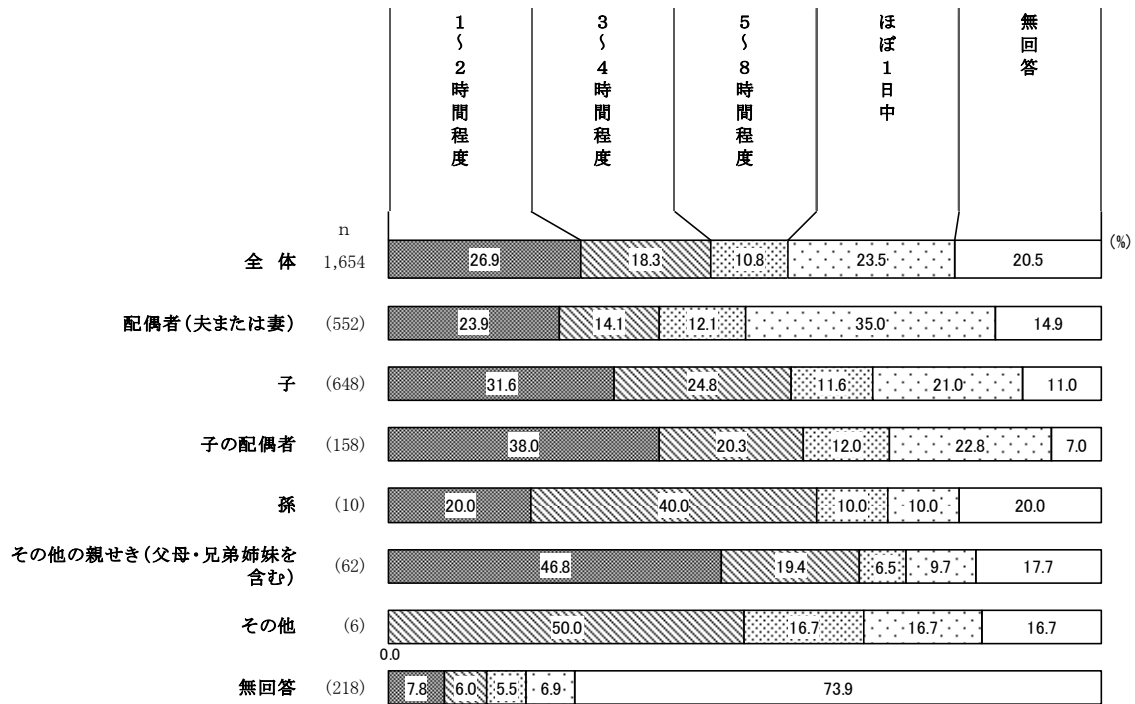 1～2時間程度
3～4時間程度
5～8時間程度
ほぼ1日中
無回答
n
(%)
全 体 1,654 26.9 18.3 10.8 23.5 20.5
配偶者(夫または妻) (552) 23.9 14.1 12.1 35.0 14.9
子 (648) 31.6 24.8 11.6 21.0 11.0
子の配偶者 (158) 38.0 20.3 12.0 22.8 7.0
孫 (10) 20.0 40.0 10.0 10.0 20.0
その他の親せき(父母・兄弟姉妹を
含む) (62) 46.8 19.4 6.5 9.7 17.7
その他 (6) 50.0 16.7 16.7 16.7
0.0
無回答 (218) 7.8 6.0 5.5 6.9 73.9